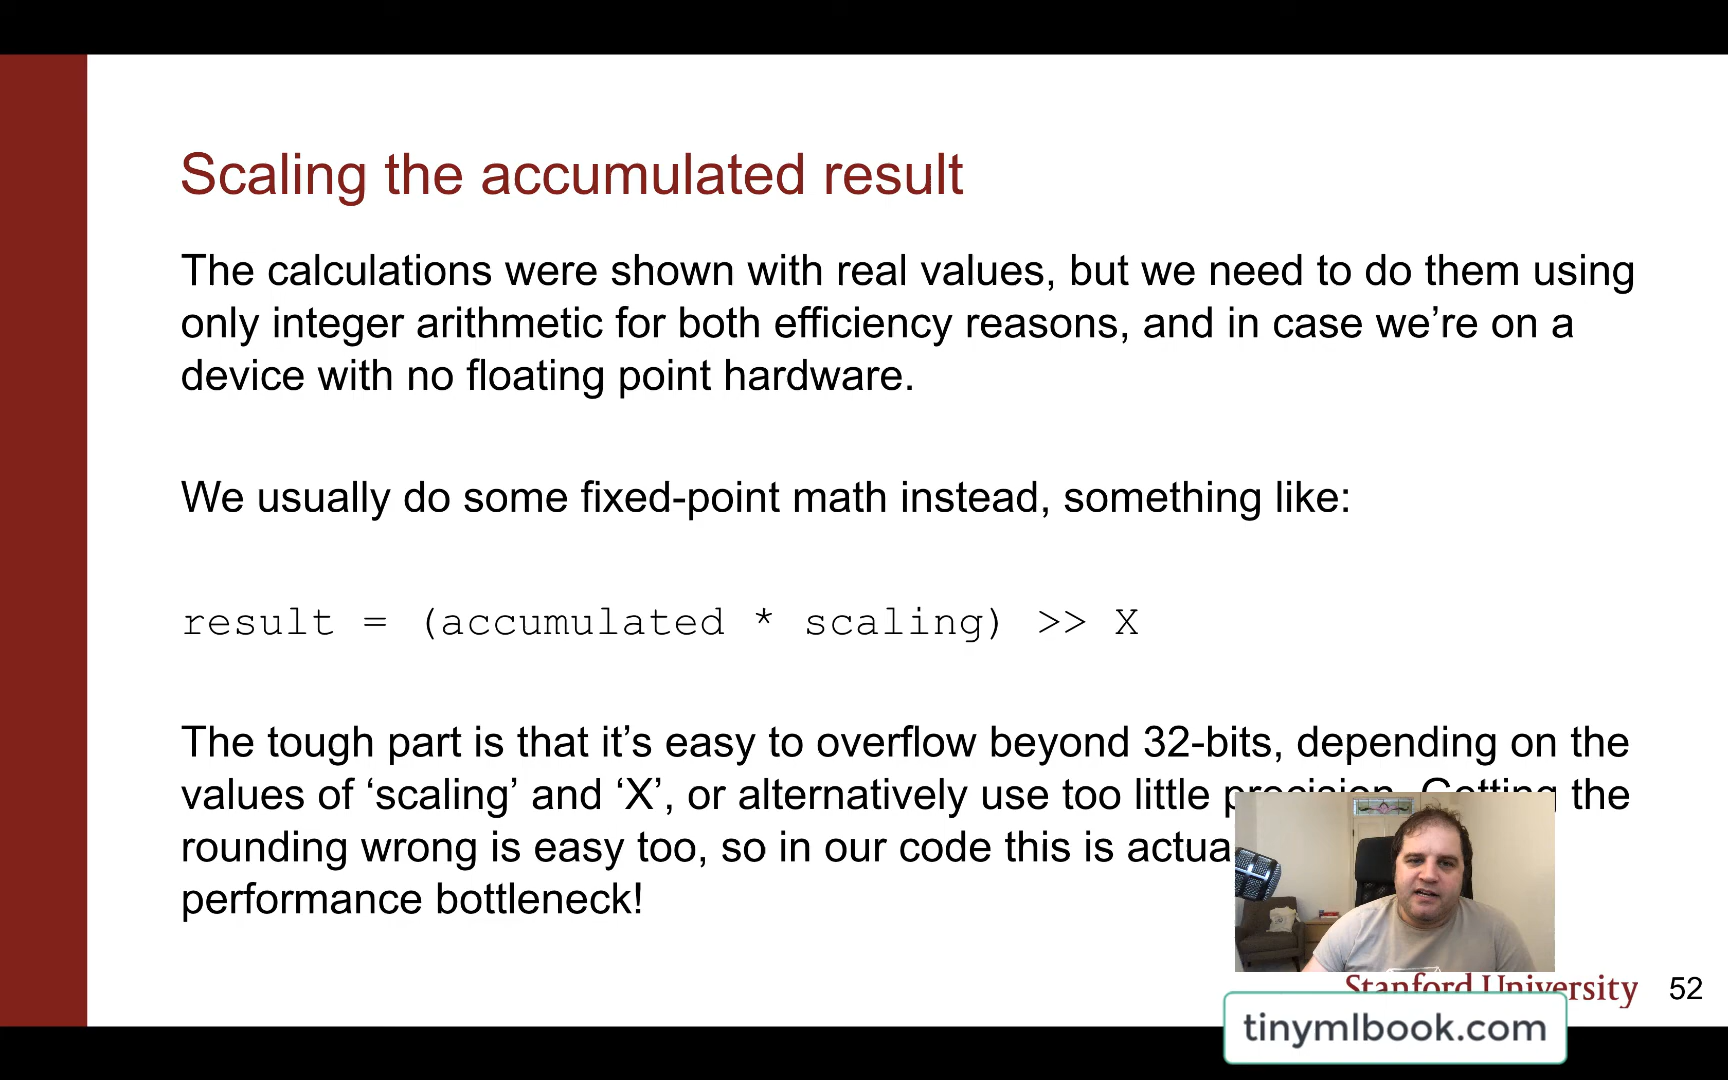 Scaling the accumulated result
The calculations were shown with real values, but we need to do them using
only integer arithmetic for both efficiency reasons, and in case we’re on a
device with no floating point hardware.
We usually do some fixed-point math instead, something like:
result = (accumulated * scaling) >> X
The tough part is that it’s easy to overflow beyond 32-bits, depending on the
values of ‘scaling’ and ‘X’, or alternatively use too little precision. Getting the
rounding wrong is easy too, so in our code this is
performance bottleneck!
Stanford University 52
tinymlbook.com